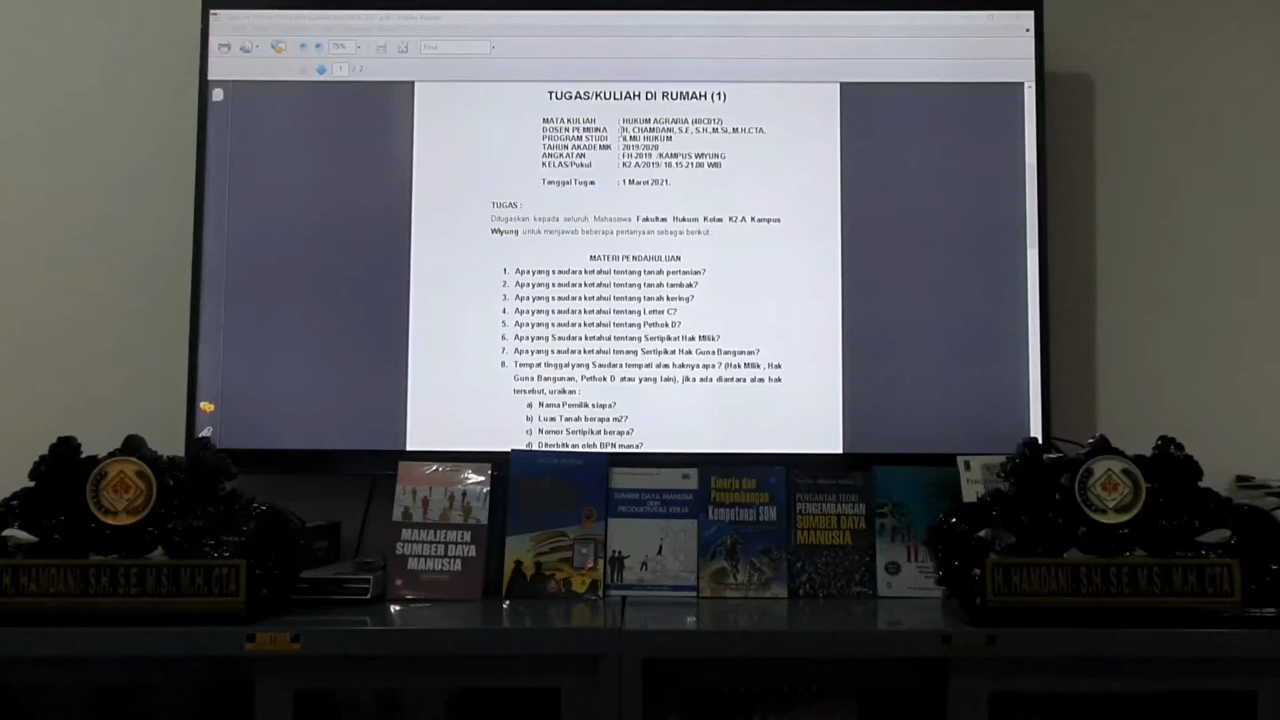 75%
Find
1 / 2
TUGAS/KULIAH DI RUMAH (1)
MATA KULIAH : HUKUM AGRARIA (4BC012)
DOSEN PEMBINA : H. CHAMDANI, S.E, S.H.,M.Si.,M.H.CTA.
PROGRAM STUDI : ILMU HUKUM
TAHUN AKADEMIK : 2019/2020
ANGKATAN : FH-2019 /KAMPUS WIYUNG
KELAS/Pukul : K2-A/2019/ 18.15-21.00 WIB
Tanggal Tugas : 1 Maret 2021.
TUGAS :
Ditugaskan kepada seluruh Mahasiswa Fakultas Hukum Kelas K2-A Kampus
Wiyung untuk menjawab beberapa pertanyaan sebagai berikut :
MATERI PENDAHULUAN
1. Apa yang saudara ketahui tentang tanah pertanian?
2. Apa yang saudara ketahui tentang tanah tambak?
3. Apa yang saudara ketahui tentang tanah kering?
4. Apa yang saudara ketahui tentang Letter C?
5. Apa yang saudara ketahui tentang Pethok D?
6. Apa yang Saudara ketahui tentang Sertipikat Hak Milik?
7. Apa yang saudara ketahui tenang Sertipikat Hak Guna Bangunan?
8. Tempat tinggal yang Saudara tempati alas haknya apa ? (Hak Milik , Hak
Guna Bangunan, Pethok D atau yang lain), jika ada diantara alas hak
tersebut, uraikan :
a) Nama Pemilik siapa?
b) Luas Tanah berapa m2?
c) Nomor Sertipikat berapa?
d) Diterbitkan oleh BPN mana?
MANAJEMEN
SUMBER DAYA
MANUSIA
SUMBER DAYA MANUSIA
dan
PRODUKTIVITAS KERJA
Kinerja dan
Pengembangan
Kompetensi SDM
PENGANTAR TEORI
PENGEMBANGAN
SUMBER DAYA
MANUSIA
H. HAMDANI S.H, S.E, M.SI, M.H, CTA
H. HAMDANI S.H, S.E, M.SI, M.H, CTA